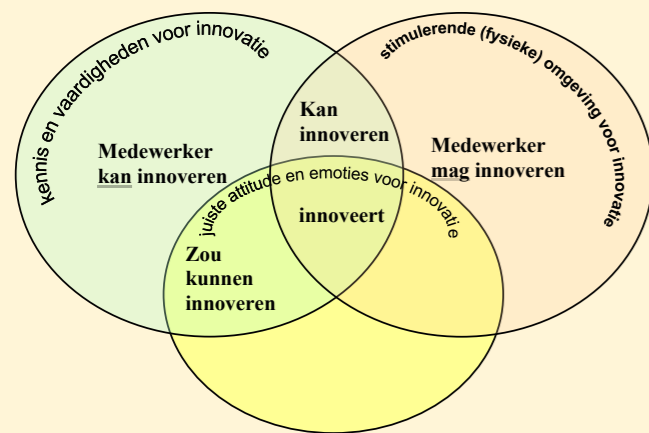 kennis en vaardigheden voor innovatie
stimulerende (fysieke) omgeving voor innovatie
Kan
innoveren
Medewerker
kan innoveren
Medewerker
mag innoveren
juiste attitude en emoties voor innovatie
innoveert
Zou
kunnen
innoveren